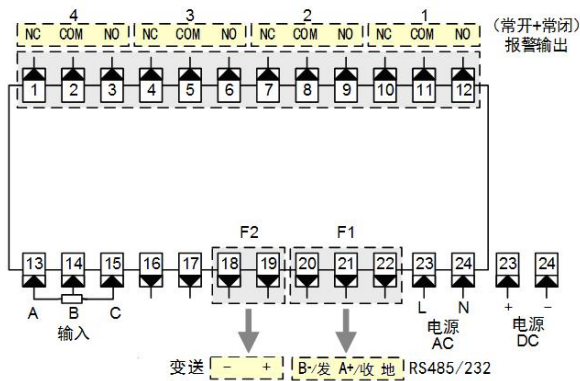 4 3 2 1
NC COM NO NC COM NO NC COM NO NC COM NO
(常开+常闭)
报警输出
1 2 3 4 5 6 7 8 9 10 11 12
F2 F1
13 14 15 16 17 18 19 20 21 22 23 24 23 24
A B C L N + −
输入
电源
AC
电源
DC
变送 − + B-/发 A+/收 地 RS485/232